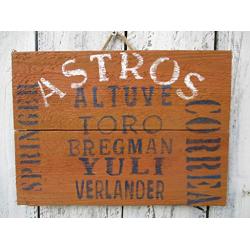 ASTROS
ALTUVE
TORO
BREGMAN
YULI
VERLANDER
SPRINGER
CORREA